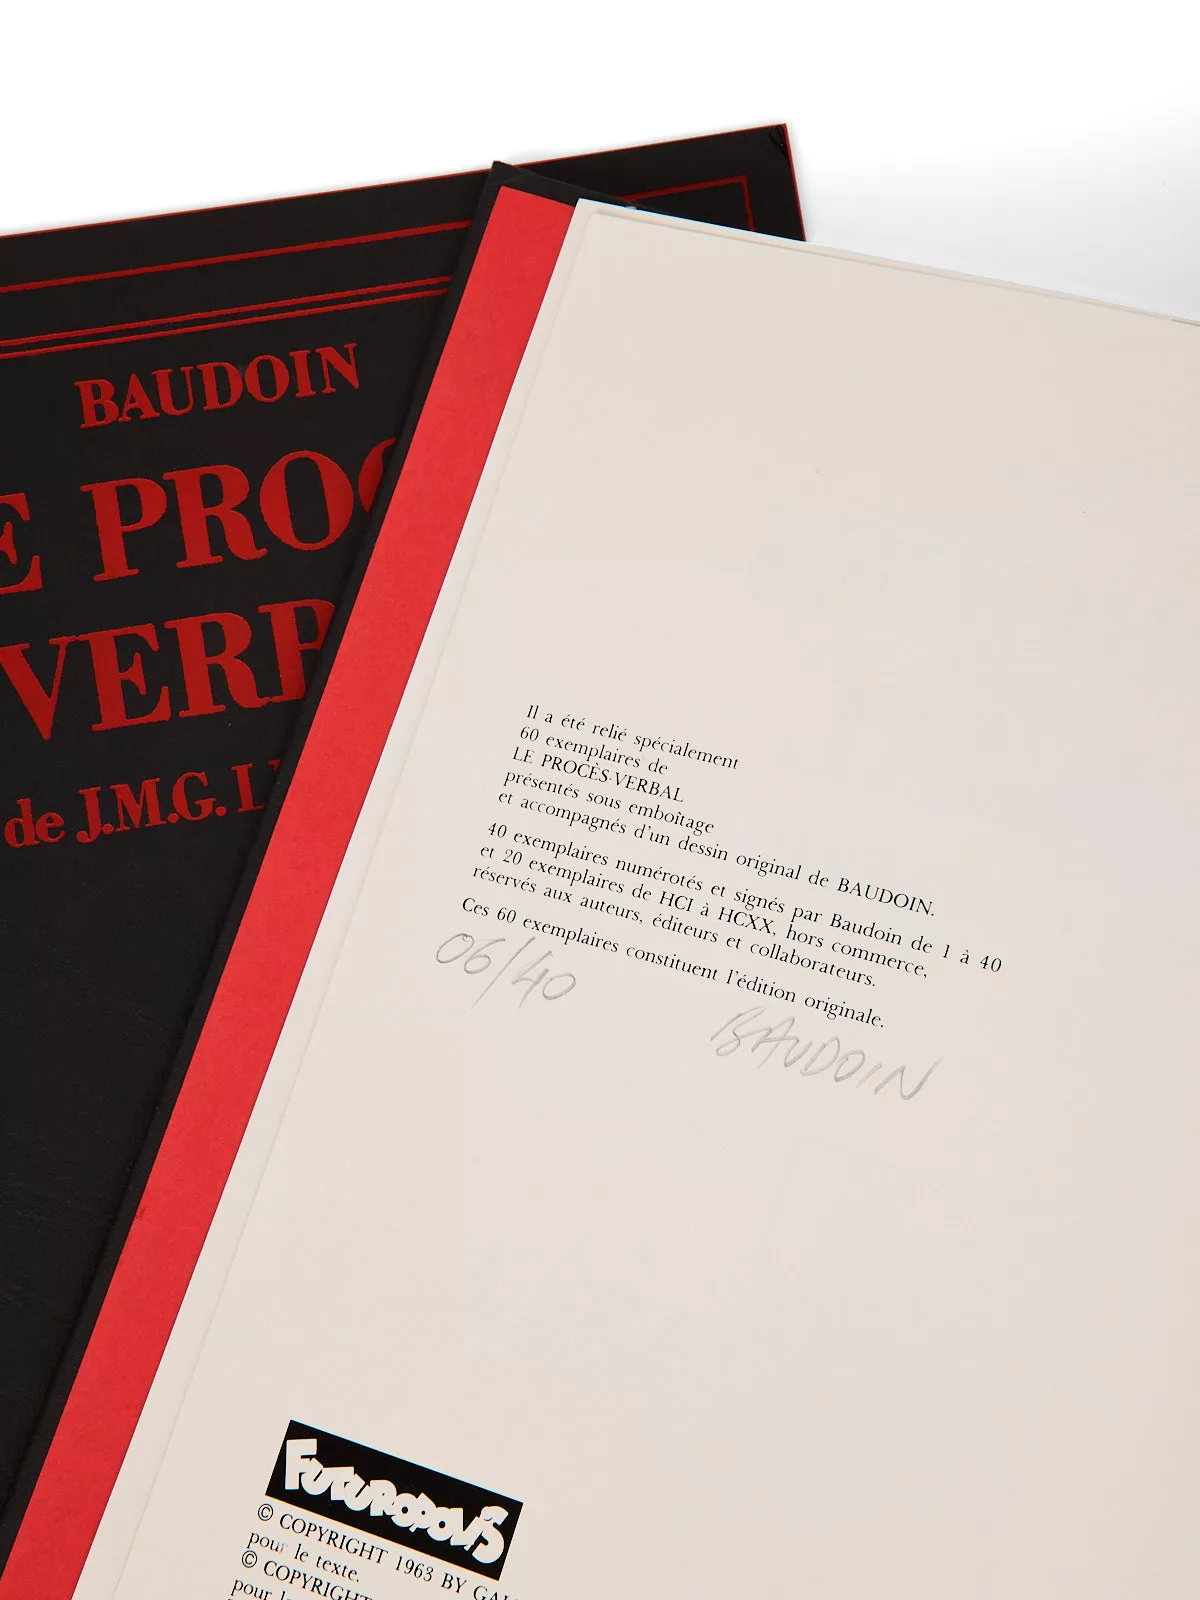 BAUDOIN
E PROC
VERB
de J.M.G. L
Il a été relié spécialement
60 exemplaires de
LE PROCÈS-VERBAL
présentés sous emboîtage
et accompagnés d'un dessin original de BAUDOIN.
40 exemplaires numérotés et signés par Baudoin de 1 à 40
et 20 exemplaires de HCI à HCXX, hors commerce,
réservés aux auteurs, éditeurs et collaborateurs.
Ces 60 exemplaires constituent l'édition originale.
06/40
BAUDOIN
FUTUROPOLIS
© COPYRIGHT 1963 BY GAL
pour le texte.
© COPYRIGHT
pour l